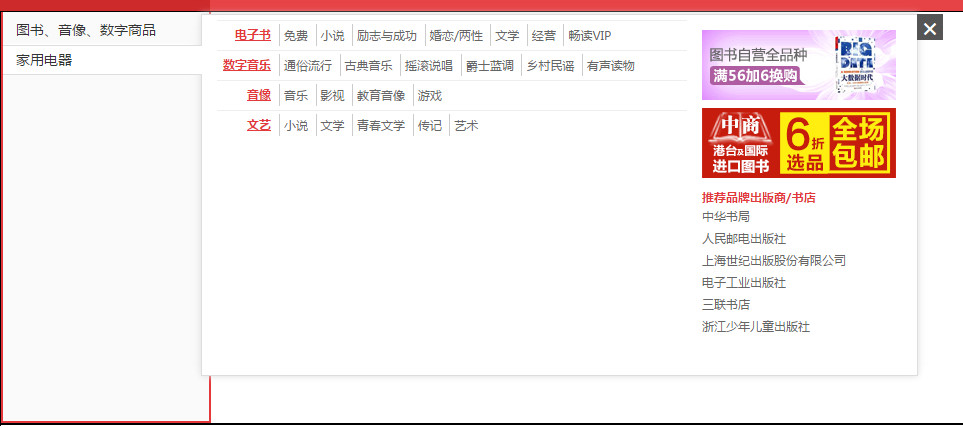 图书、音像、数字商品
家用电器
电子书 免费 小说 励志与成功 婚恋/两性 文学 经营 畅读VIP
数字音乐 通俗流行 古典音乐 摇滚说唱 爵士蓝调 乡村民谣 有声读物
音像 音乐 影视 教育音像 游戏
文艺 小说 文学 青春文学 传记 艺术
图书自营全品种
满56加6换购
BIG
DATA
大数据时代
中商
港台及国际
进口图书
6折
选品
全场
包邮
推荐品牌出版商/书店
中华书局
人民邮电出版社
上海世纪出版股份有限公司
电子工业出版社
三联书店
浙江少年儿童出版社